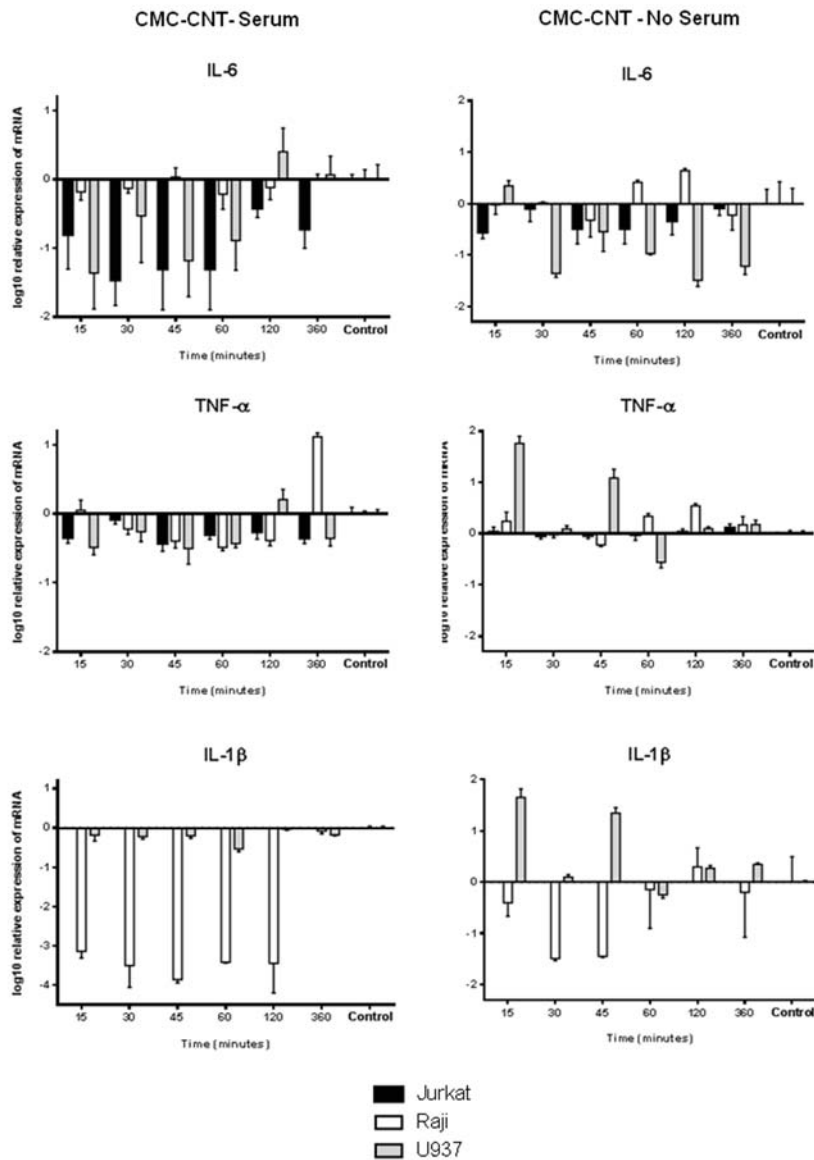 CMC-CNT- Serum
CMC-CNT - No Serum
IL-6
log10 relative expression of mRNA
1
0
-1
-2
15 30 45 60 120 360 Control
Time (minutes)
IL-6
2
1
0
-1
-2
15 30 45 60 120 360 Control
Time (minutes)
TNF-α
log10 relative expression of mRNA
1
0
-1
-2
15 30 45 60 120 360 Control
Time (minutes)
TNF-α
log10 relative expression of mRNA
2
1
0
-1
-2
15 30 45 60 120 360 Control
Time (minutes)
IL-1β
log10 relative expression of mRNA
1
0
-1
-2
-3
-4
15 30 45 60 120 360 Control
Time (minutes)
IL-1β
2
1
0
-1
-2
15 30 45 60 120 360 Control
Time (minutes)
Jurkat
Raji
U937